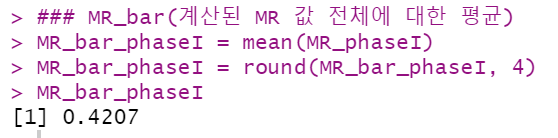 > ### MR_bar(계산된 MR 값 전체에 대한 평균)
> MR_bar_phaseI = mean(MR_phaseI)
> MR_bar_phaseI = round(MR_bar_phaseI, 4)
> MR_bar_phaseI
[1] 0.4207